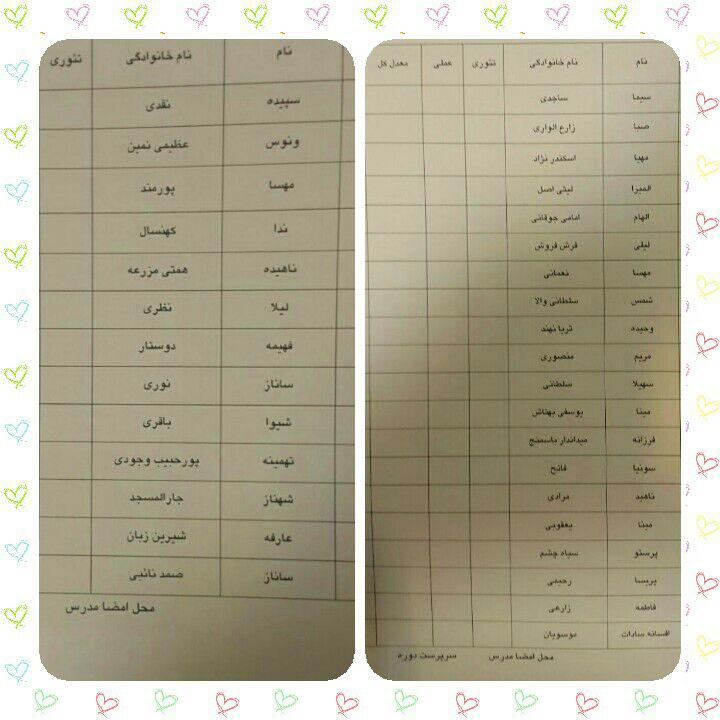 نام نام خانوادگی تئوری عملی معدل کل
سیما ساجدی
صبا زارع الواری
مهیا اسکندر نژاد
المیرا لیلی اصل
الهام امامی جوقانی
لیلی فرش فروش
مهسا نعمانی
شمس سلطانی والا
وحیده ثریا نهند
مریم منصوری
سهیلا سلطانی
مینا یوسفی بهتاش
فرزانه میداندار باسمنج
سونیا فاتح
ناهید مرادی
مینا یعقوبی
پرستو سیاه چشم
پریسا رحیمی
فاطمه زارعی
افسانه سادات موسویان
محل امضا مدرس سرپرست دوره
نام نام خانوادگی تئوری
سپیده نقدی
ونوس عظیمی نمین
مهسا پورمند
ندا کهنسال
ناهیده همتی مزرعه
لیلا نظری
فهیمه دوستار
ساناز نوری
شیوا باقری
تهمینه پورحبیب وجودی
شهناز جارالمسجد
عارفه شیرین زبان
ساناز صمد نائبی
محل امضا مدرس